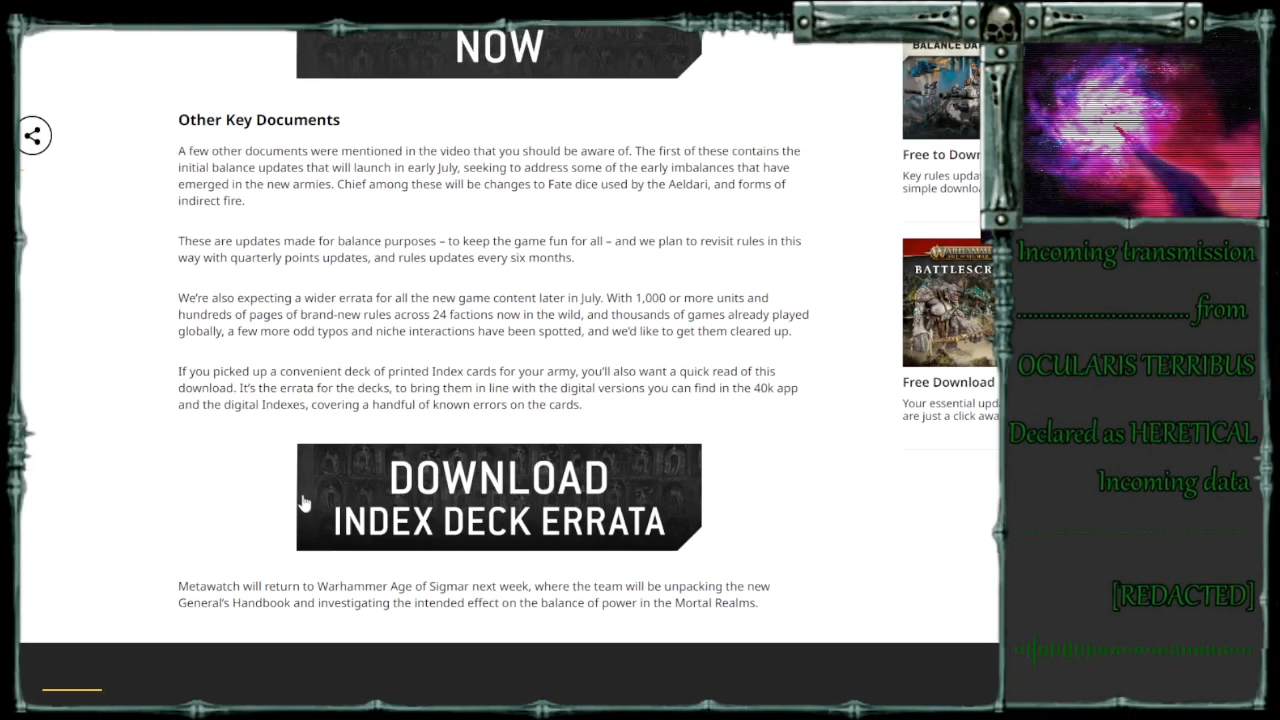 NOW
Other Key Documents
A few other documents were mentioned in the video that you should be aware of. The first of these contains the
initial balance updates that will launch in early July, seeking to address some of the early imbalances that have
emerged in the new armies. Chief among these will be changes to Fate dice used by the Aeldari, and forms of
indirect fire.
These are updates made for balance purposes – to keep the game fun for all – and we plan to revisit rules in this
way with quarterly points updates, and rules updates every six months.
We're also expecting a wider errata for all the new game content later in July. With 1,000 or more units and
hundreds of pages of brand-new rules across 24 factions now in the wild, and thousands of games already played
globally, a few more odd typos and niche interactions have been spotted, and we'd like to get them cleared up.
If you picked up a convenient deck of printed Index cards for your army, you'll also want a quick read of this
download. It's the errata for the decks, to bring them in line with the digital versions you can find in the 40k app
and the digital Indexes, covering a handful of known errors on the cards.
DOWNLOAD
INDEX DECK ERRATA
Metawatch will return to Warhammer Age of Sigmar next week, where the team will be unpacking the new
General's Handbook and investigating the intended effect on the balance of power in the Mortal Realms.
BALANCE DA
Free to Down
Key rules upda
simple downloa
WARHAMME
BATTLESCR
Free Download
Your essential upd
are just a click awa
Incoming transmission
.............................. from
OCULARIS TERRIBUS
Declared as HERETICAL
Incoming data
[REDACTED]